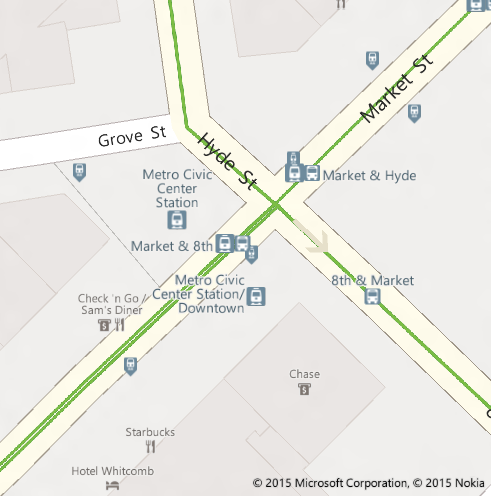 Market St
Grove St
Hyde St
Metro Civic
Center
Station
Market & Hyde
Market & 8th
Metro Civic
Center Station/
Downtown
8th & Market
Check 'n Go /
Sam's Diner
$
Chase
$
Starbucks
Hotel Whitcomb
© 2015 Microsoft Corporation, © 2015 Nokia